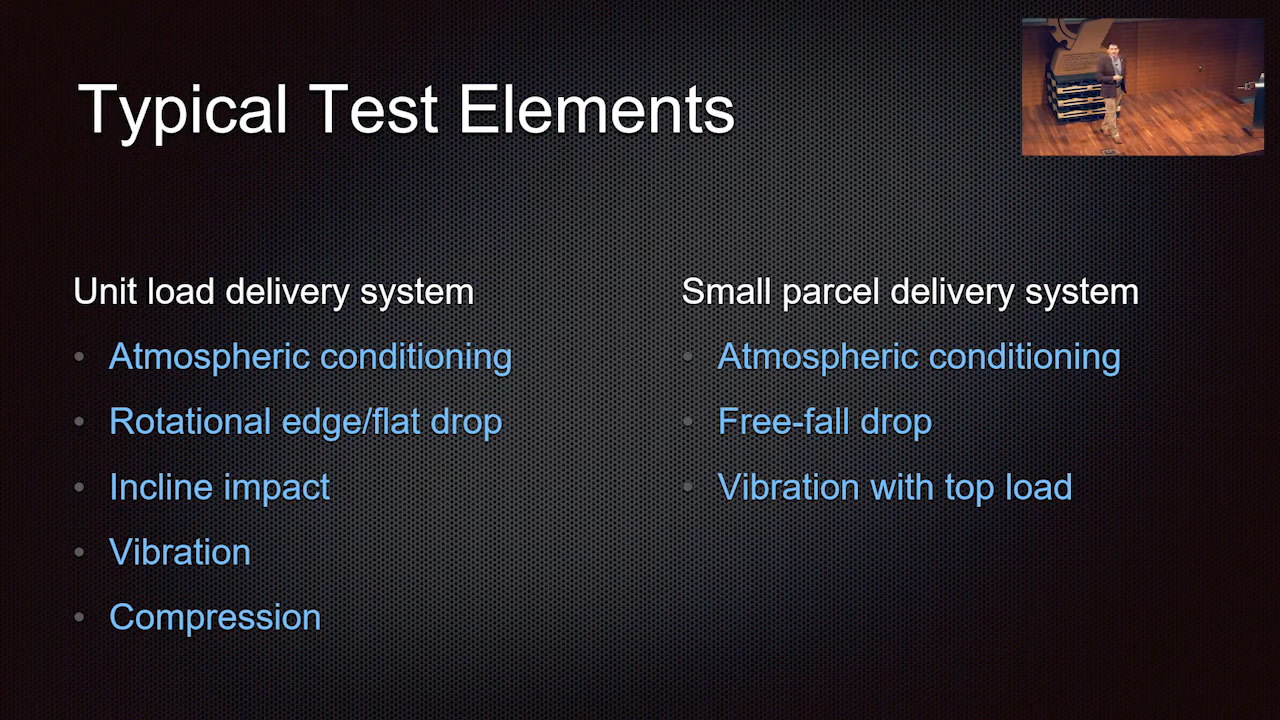 Typical Test Elements
Unit load delivery system
• Atmospheric conditioning
• Rotational edge/flat drop
• Incline impact
• Vibration
• Compression
Small parcel delivery system
• Atmospheric conditioning
• Free-fall drop
• Vibration with top load